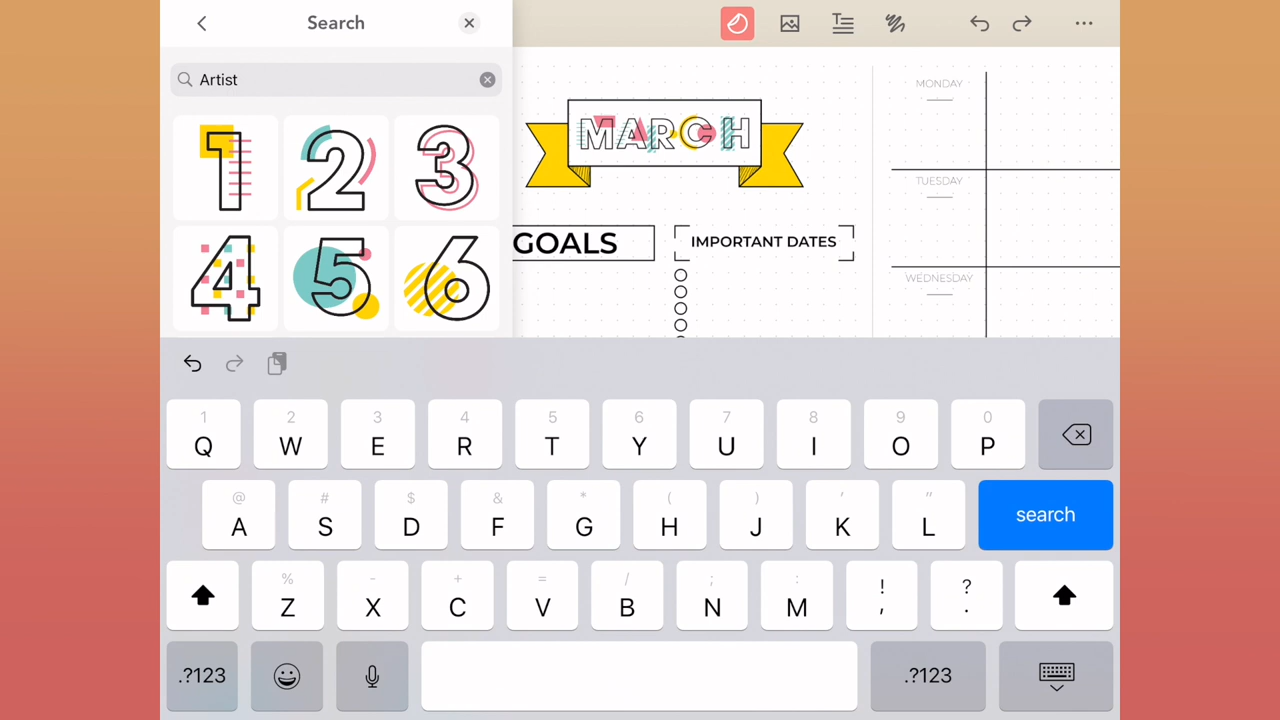 Search
Artist
1 2 3
4 5 6
MARCH
GOALS
IMPORTANT DATES
MONDAY
TUESDAY
WEDNESDAY
1 2 3 4 5 6 7 8 9 0
Q W E R T Y U I O P
@ # $ & * ( ) ' "
A S D F G H J K L
search
% - + = / ; : ! ?
Z X C V B N M , .
.?123
.?123